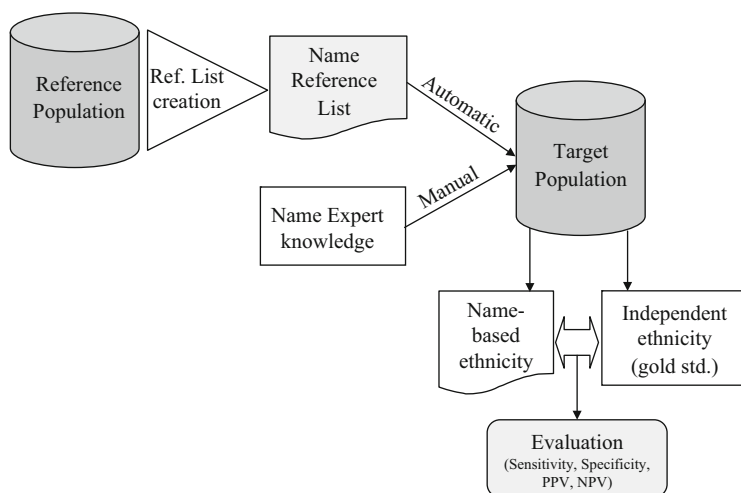 Reference
Population
Ref. List
creation
Name
Reference
List
Automatic
Manual
Name Expert
knowledge
Target
Population
Name-
based
ethnicity
Independent
ethnicity
(gold std.)
Evaluation
(Sensitivity, Specificity,
PPV, NPV)